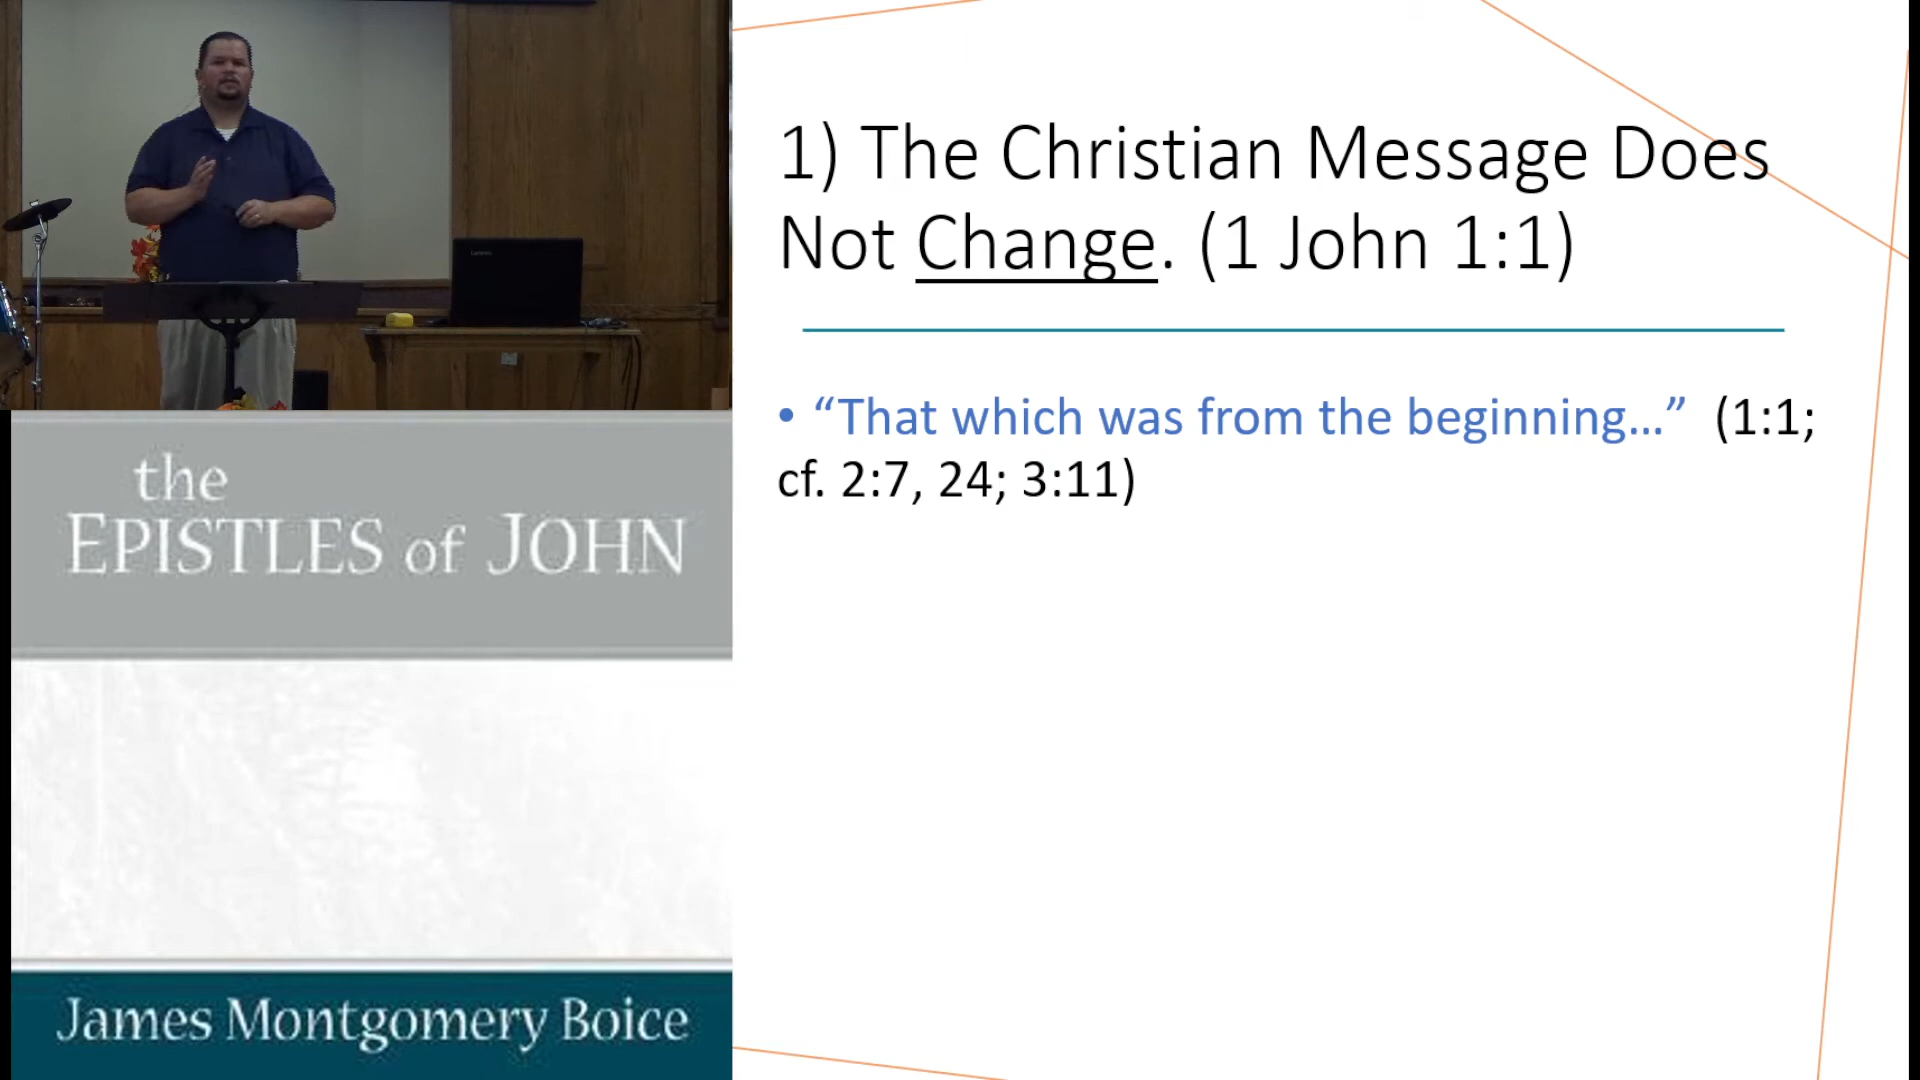 1) The Christian Message Does
Not Change. (1 John 1:1)
• “That which was from the beginning…” (1:1;
cf. 2:7, 24; 3:11)
the
EPISTLES of JOHN
James Montgomery Boice